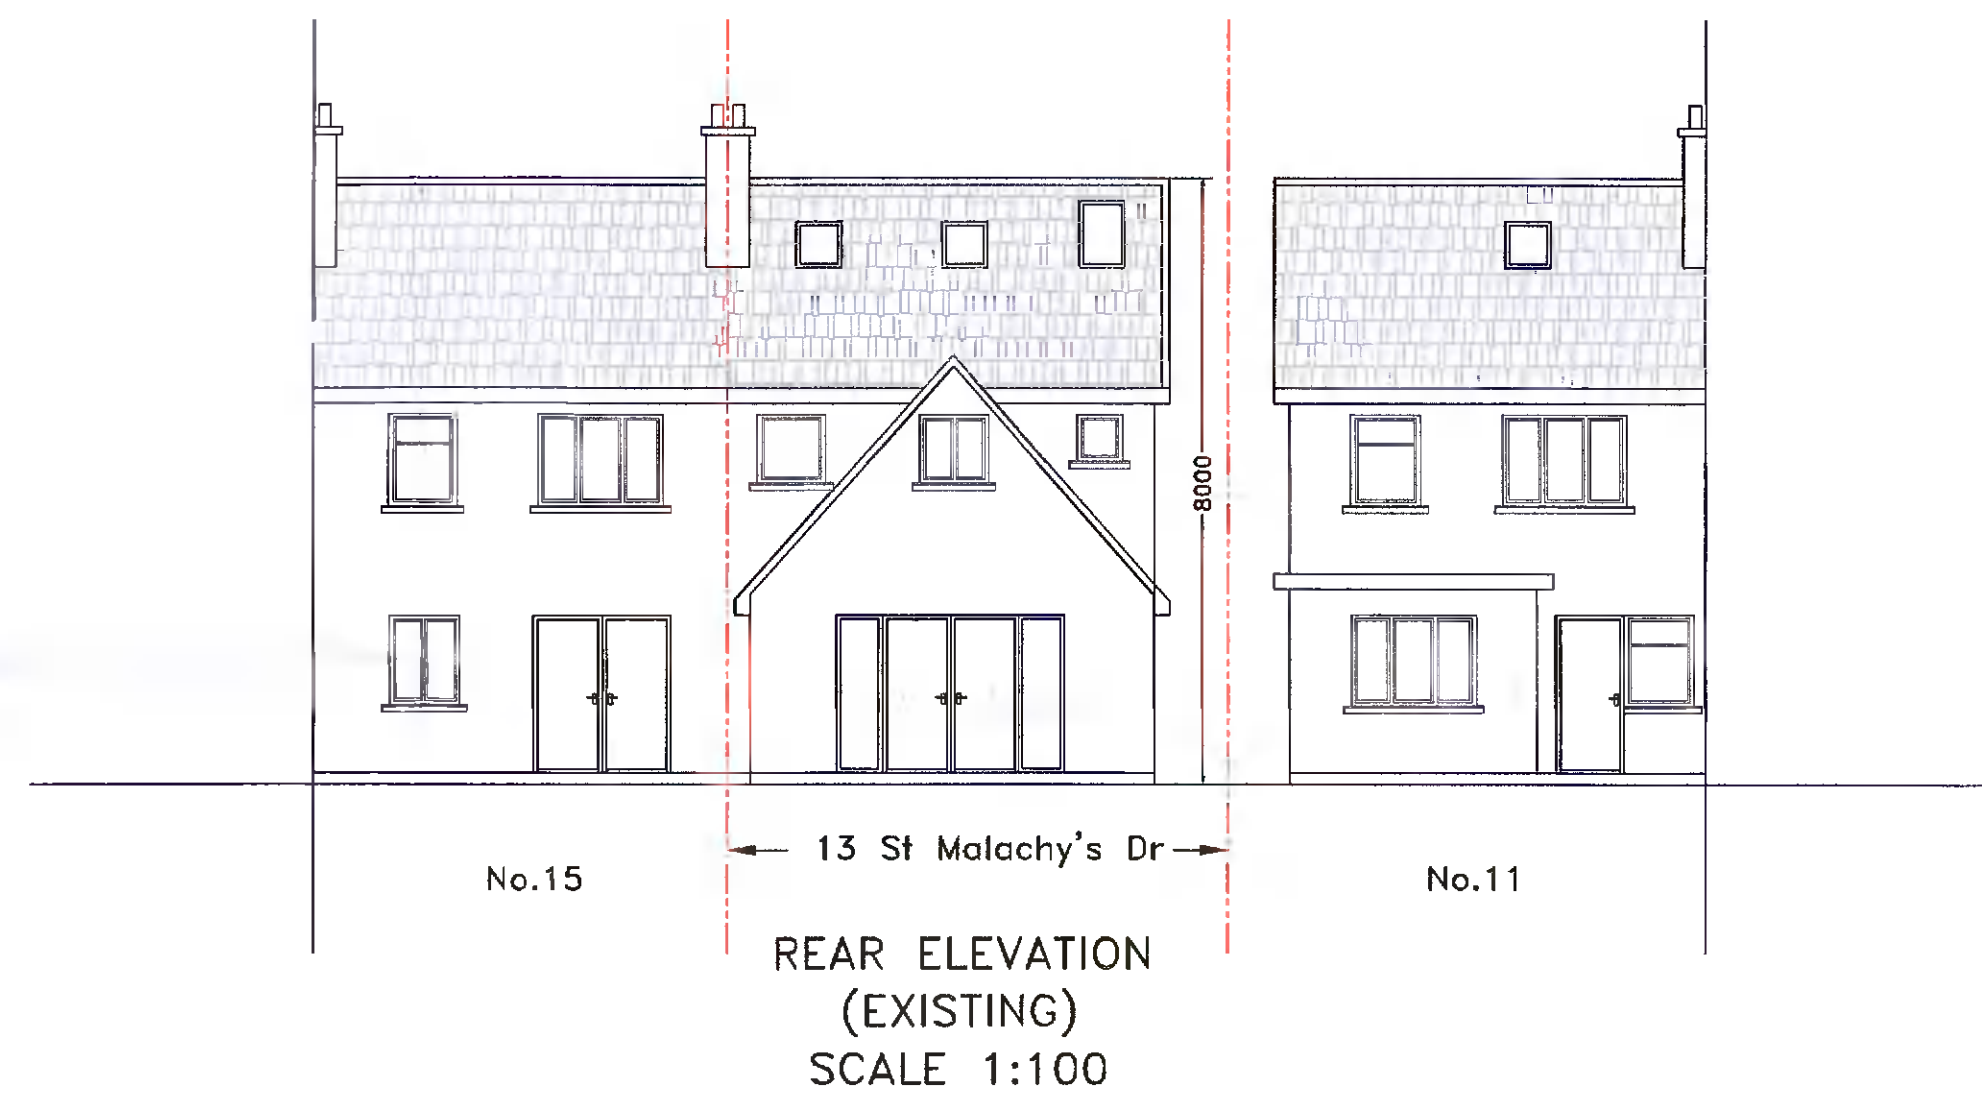 8000
13 St Malachy's Dr
No.15
No.11
REAR ELEVATION
(EXISTING)
SCALE 1:100